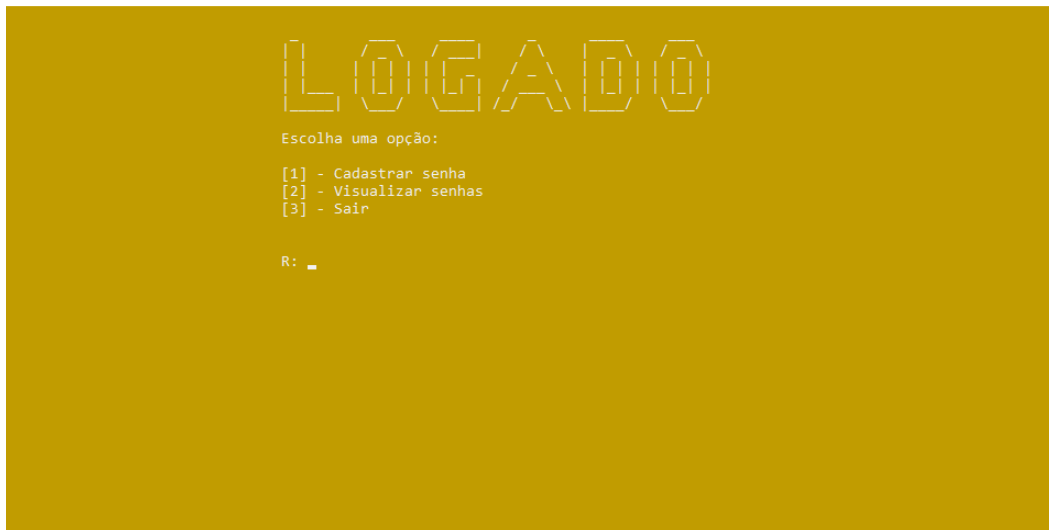 LOGADO
Escolha uma opção:
[1] - Cadastrar senha
[2] - Visualizar senhas
[3] - Sair
R: _